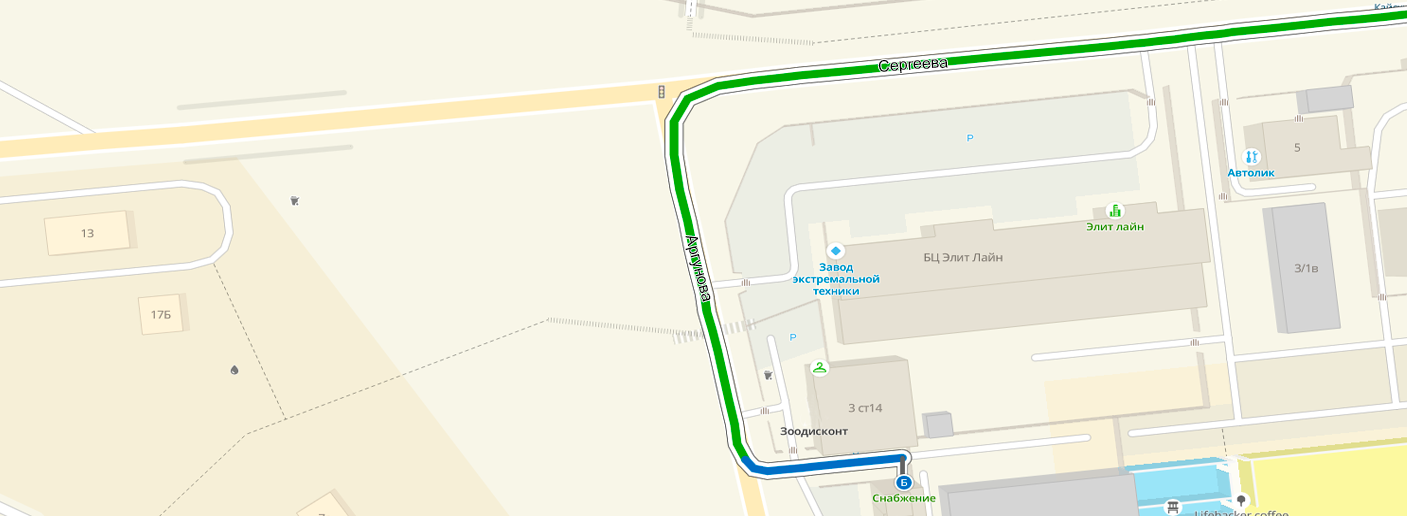 Сергеева
P
5
Автолик
Элит лайн
13
БЦ Элит Лайн
Аргунова
Завод
экстремальной
техники
3/1в
17Б
P
3 ст14
Зоодисконт
Б
Снабжение
Lifehacker coffee